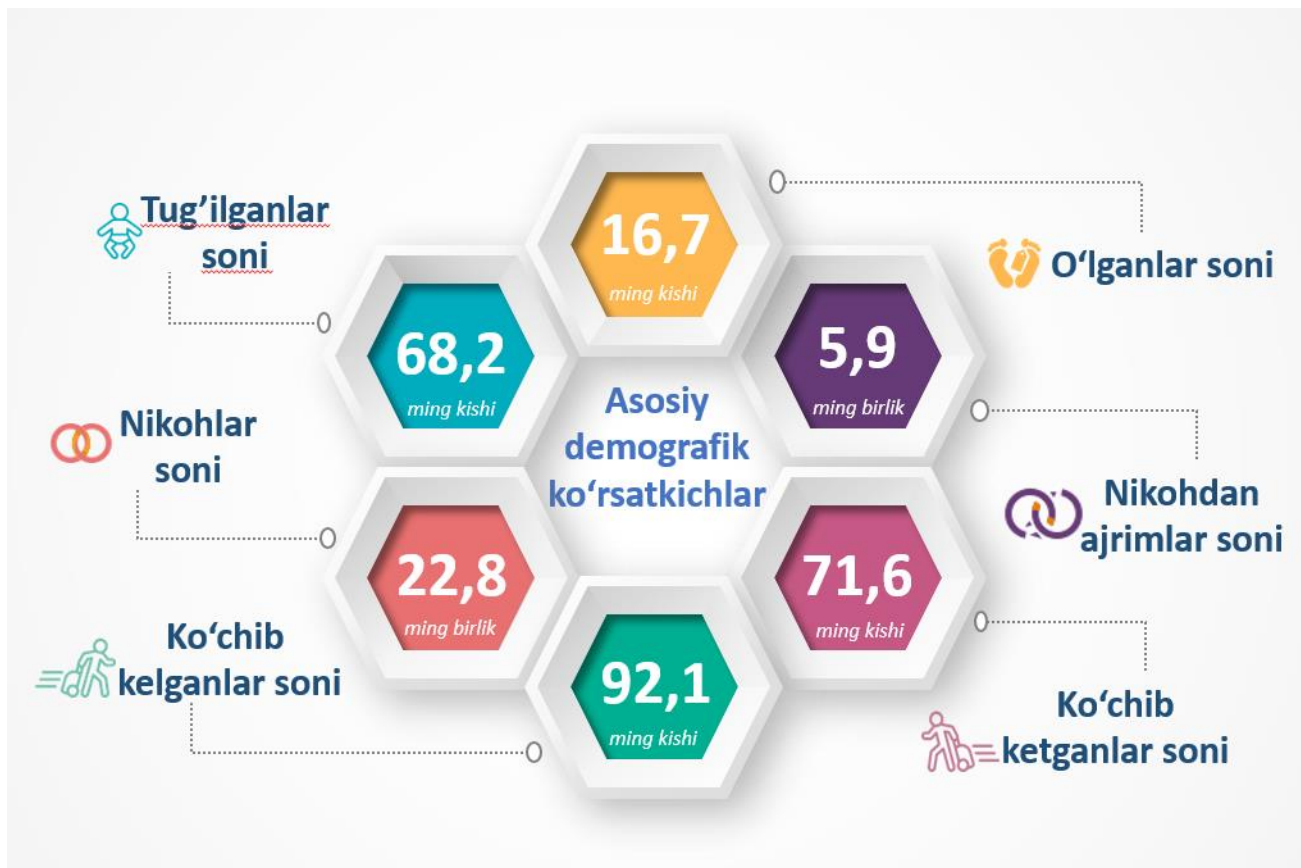 16,7
ming kishi
Tug’ilganlar
soni
O‘lganlar soni
68,2
ming kishi
5,9
ming birlik
Asosiy
demografik
ko‘rsatkichlar
Nikohlar
soni
Nikohdan
ajrimlar soni
22,8
ming birlik
71,6
ming kishi
Ko‘chib
kelganlar soni
92,1
ming kishi
Ko‘chib
ketganlar soni